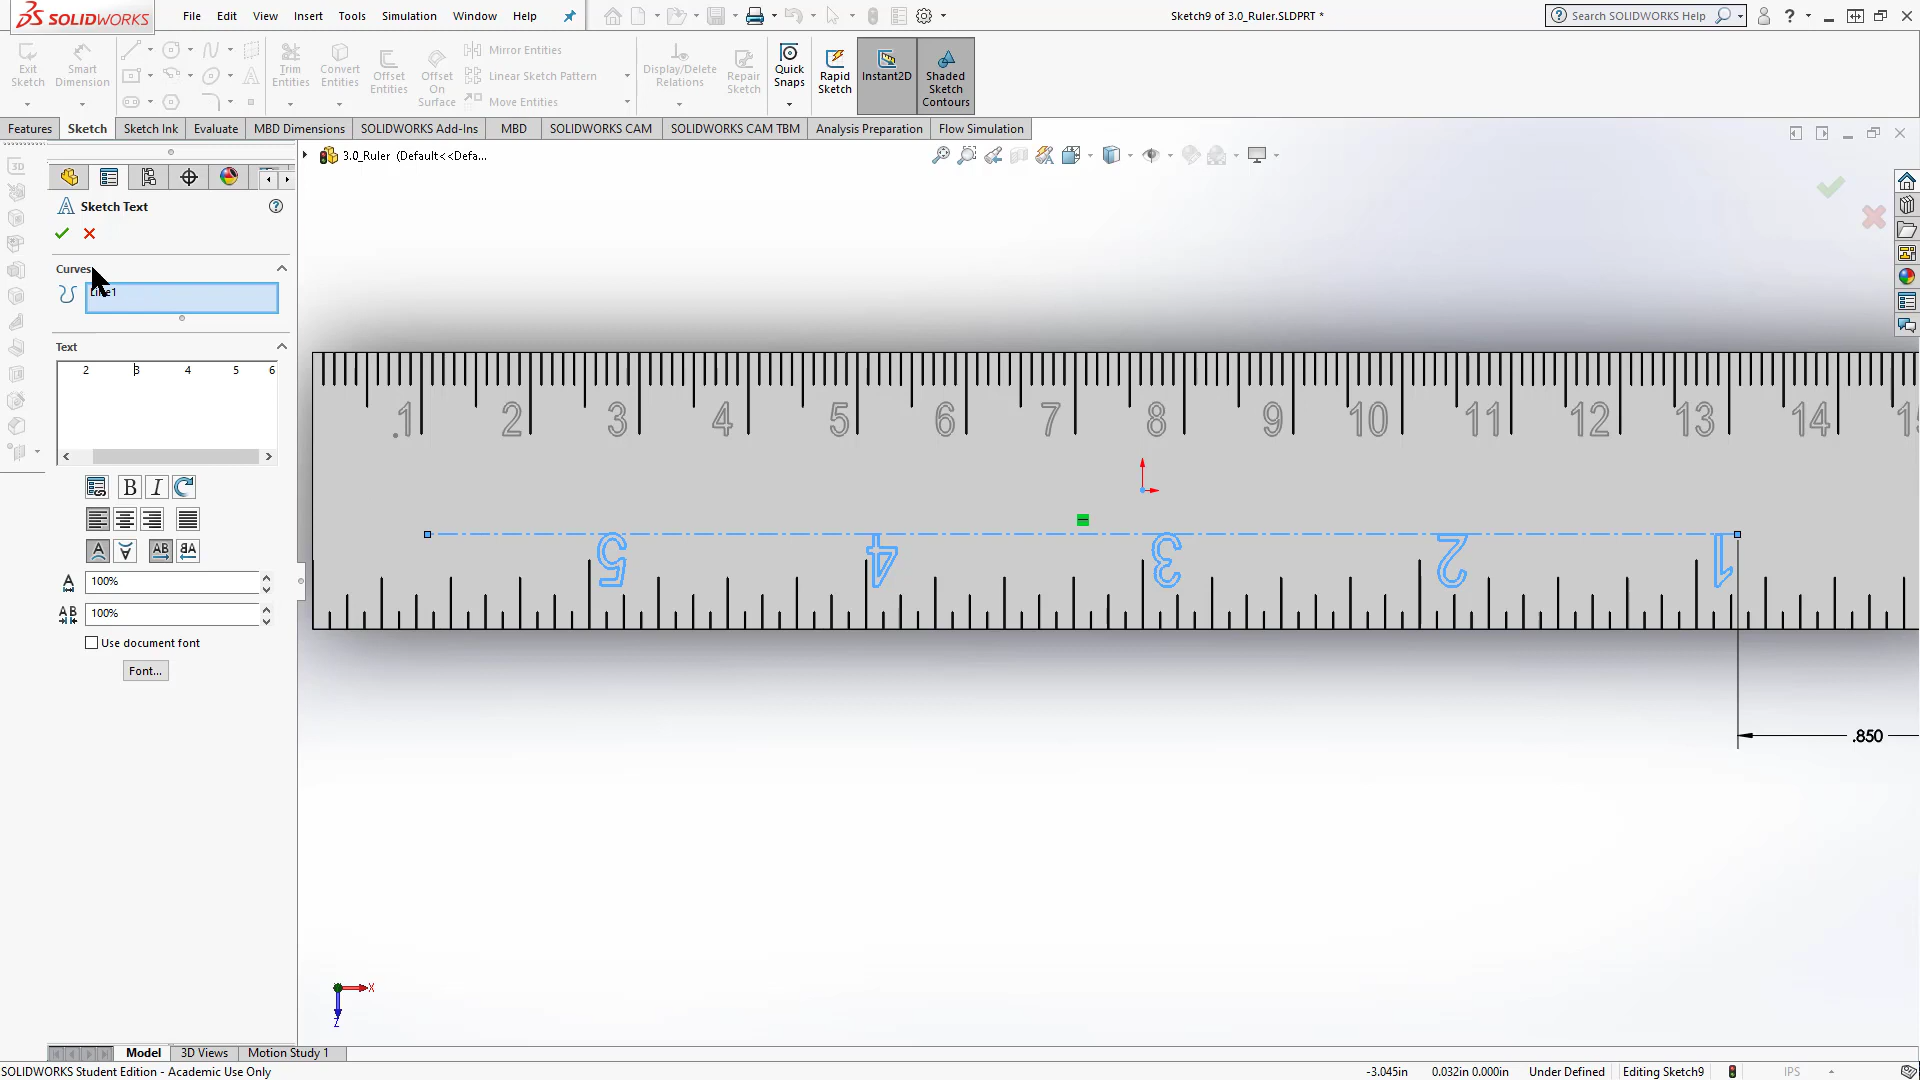 SOLIDWORKS
File Edit View Insert Tools Simulation Window Help
Sketch9 of 3.0_Ruler.SLDPRT *
Search SOLIDWORKS Help
Exit Sketch
Smart Dimension
Trim Entities
Convert Entities
Offset Entities
Offset On Surface
Mirror Entities
Linear Sketch Pattern
Move Entities
Display/Delete Relations
Repair Sketch
Quick Snaps
Rapid Sketch
Instant2D
Shaded Sketch Contours
Features Sketch Sketch Ink Evaluate MBD Dimensions SOLIDWORKS Add-Ins MBD SOLIDWORKS CAM SOLIDWORKS CAM TBM Analysis Preparation Flow Simulation
3.0_Ruler (Default<<Defa...
Sketch Text
Curves
Text
2 3 4 5 6
100%
100%
Use document font
Font...
1 2 3 4 5 6 7 8 9 10 11 12 13 14
5 4 3 2 1
.850
X
Z
Model 3D Views Motion Study 1
SOLIDWORKS Student Edition - Academic Use Only
-3.045in 0.032in 0.000in Under Defined Editing Sketch9 IPS